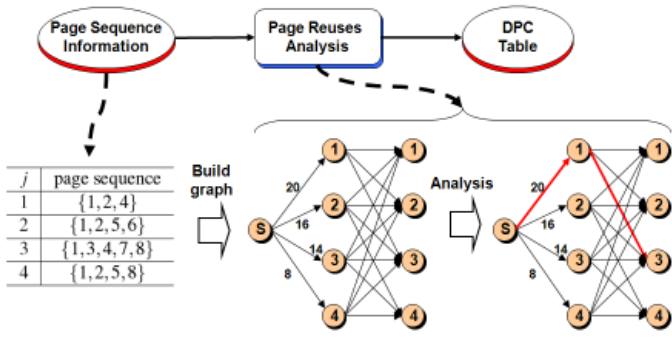 Page Sequence
Information
Page Reuses
Analysis
DPC
Table
j page sequence
1 {1,2,4}
2 {1,2,5,6}
3 {1,3,4,7,8}
4 {1,2,5,8}
Build
graph
S
20
16
14
8
1
2
3
4
1
2
3
4
Analysis
S
20
16
14
8
1
2
3
4
1
2
3
4